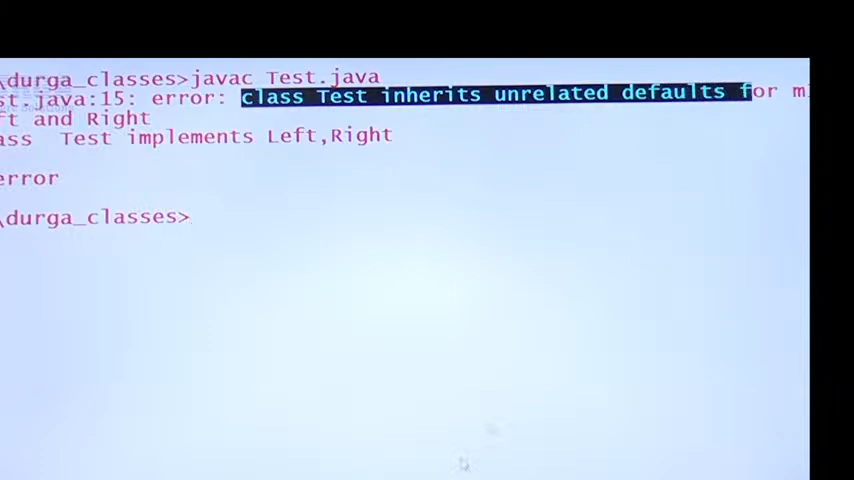 \durga_classes>javac Test.java
st.java:15: error: class Test inherits unrelated defaults for m
ft and Right
ass Test implements Left,Right
error
\durga_classes>